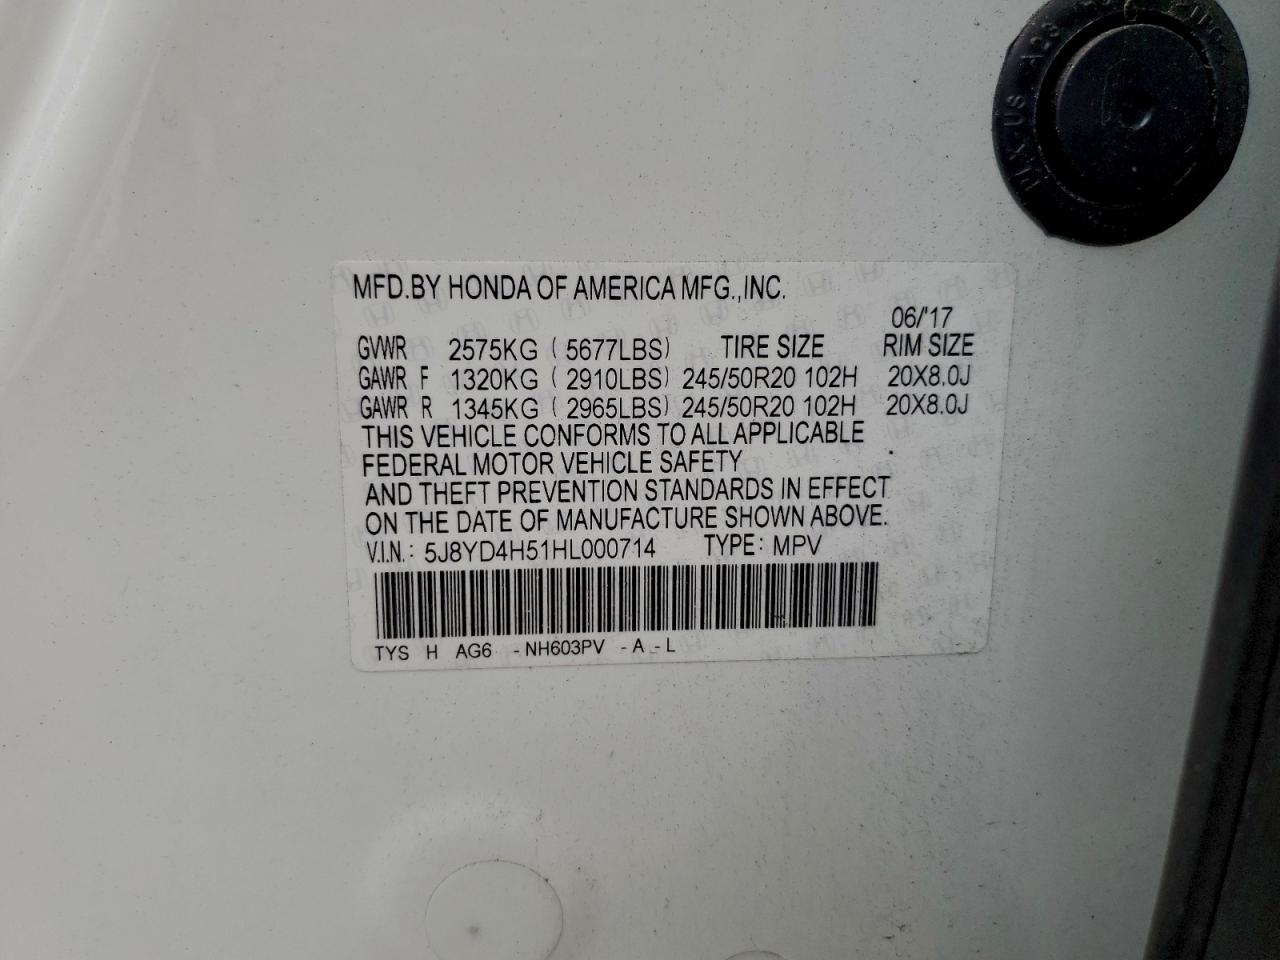 PLX-US A23
MFD.BY HONDA OF AMERICA MFG.,INC.
06/'17
GVWR 2575KG ( 5677LBS) TIRE SIZE RIM SIZE
GAWR F 1320KG ( 2910LBS) 245/50R20 102H 20X8.0J
GAWR R 1345KG ( 2965LBS) 245/50R20 102H 20X8.0J
THIS VEHICLE CONFORMS TO ALL APPLICABLE
FEDERAL MOTOR VEHICLE SAFETY
AND THEFT PREVENTION STANDARDS IN EFFECT
ON THE DATE OF MANUFACTURE SHOWN ABOVE.
V.I.N.: 5J8YD4H51HL000714 TYPE: MPV
TYS H AG6 -NH603PV -A -L